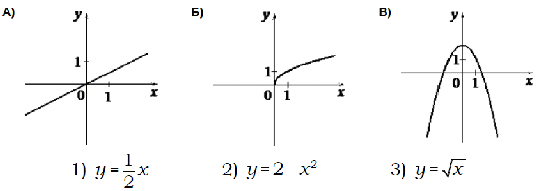 А) Б) В)
y y y
1 1 1
0 1 x 0 1 x 0 1 x
1) y = 1/2 x 2) y = 2 x² 3) y = √x